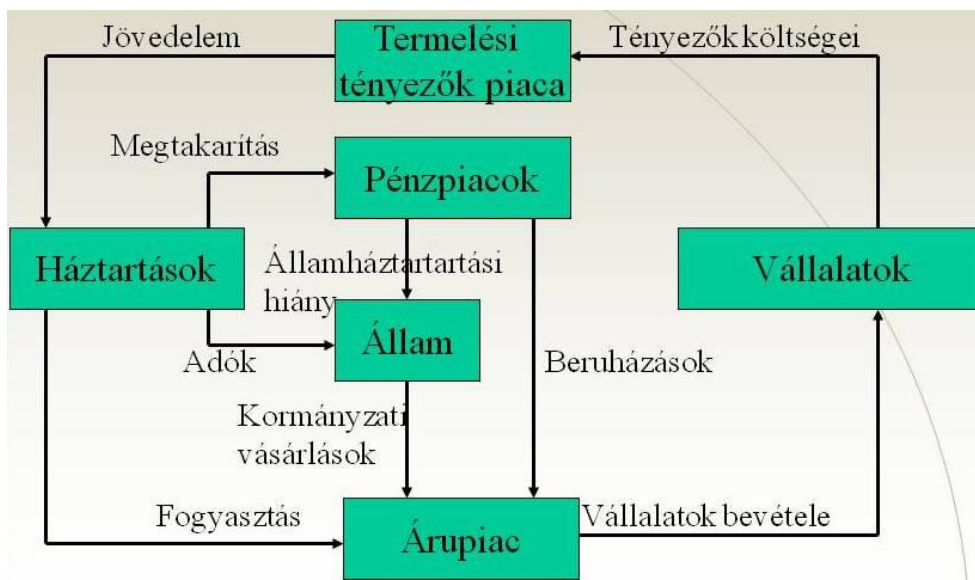 Jövedelem
Termelési
tényezők piaca
Tényezők költségei
Megtakarítás
Pénzpiacok
Háztartások
Államháztartartási
hiány
Vállalatok
Adók
Állam
Beruházások
Kormányzati
vásárlások
Fogyasztás
Árupiac
Vállalatok bevétele